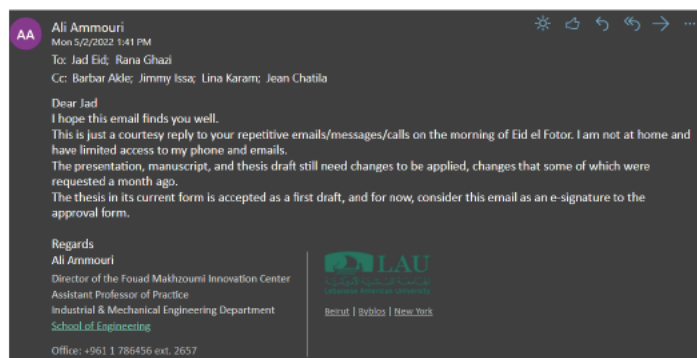 AA
Ali Ammouri
Mon 5/2/2022 1:41 PM
To: Jad Eid; Rana Ghazi
Cc: Barbar Akle; Jimmy Issa; Lina Karam; Jean Chatila
Dear Jad
I hope this email finds you well.
This is just a courtesy reply to your repetitive emails/messages/calls on the morning of Eid el Fotor. I am not at home and
have limited access to my phone and emails.
The presentation, manuscript, and thesis draft still need changes to be applied, changes that some of which were
requested a month ago.
The thesis in its current form is accepted as a first draft, and for now, consider this email as an e-signature to the
approval form.
Regards
Ali Ammouri
Director of the Fouad Makhzoumi Innovation Center
Assistant Professor of Practice
Industrial & Mechanical Engineering Department
School of Engineering
Office: +961 1 786456 ext. 2657
LAU
Lebanese American University
Beirut | Byblos | New York